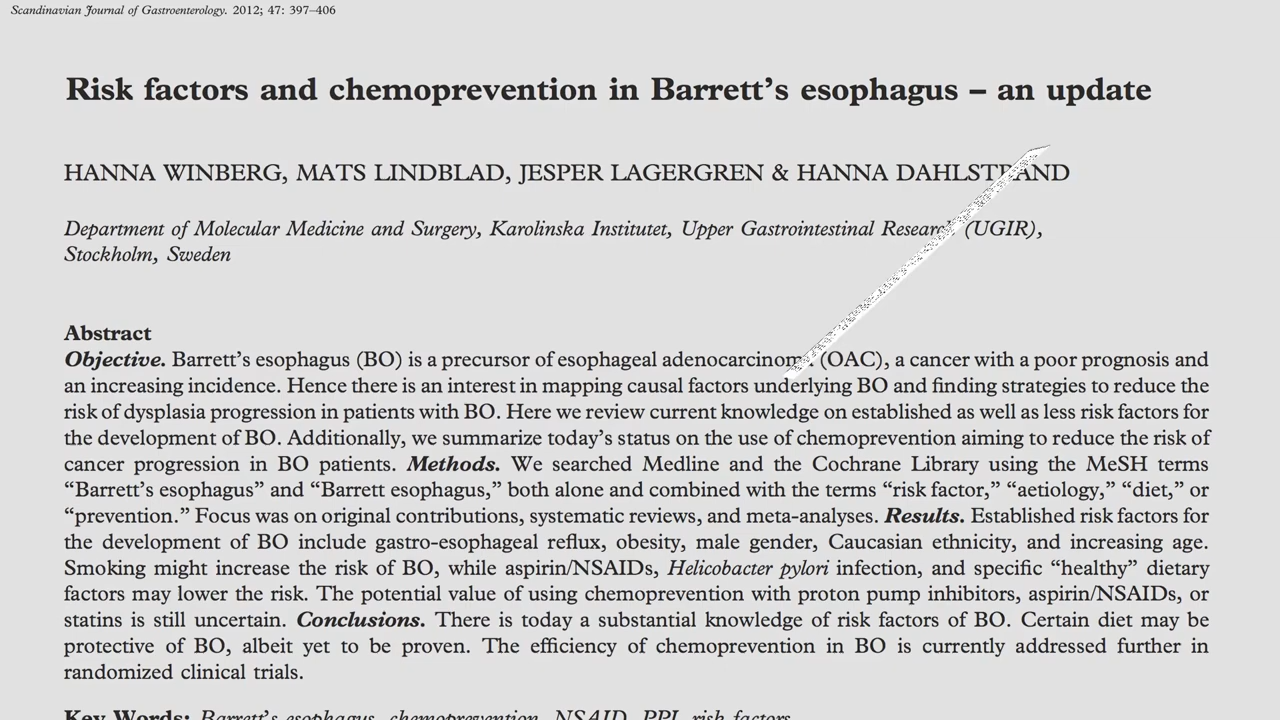 Scandinavian Journal of Gastroenterology. 2012; 47: 397–406
Risk factors and chemoprevention in Barrett’s esophagus – an update
HANNA WINBERG, MATS LINDBLAD, JESPER LAGERGREN & HANNA DAHLSTRAND
Department of Molecular Medicine and Surgery, Karolinska Institutet, Upper Gastrointestinal Research (UGIR),
Stockholm, Sweden
Abstract
Objective. Barrett’s esophagus (BO) is a precursor of esophageal adenocarcinoma (OAC), a cancer with a poor prognosis and
an increasing incidence. Hence there is an interest in mapping causal factors underlying BO and finding strategies to reduce the
risk of dysplasia progression in patients with BO. Here we review current knowledge on established as well as less risk factors for
the development of BO. Additionally, we summarize today’s status on the use of chemoprevention aiming to reduce the risk of
cancer progression in BO patients. Methods. We searched Medline and the Cochrane Library using the MeSH terms
“Barrett’s esophagus” and “Barrett esophagus,” both alone and combined with the terms “risk factor,” “aetiology,” “diet,” or
“prevention.” Focus was on original contributions, systematic reviews, and meta-analyses. Results. Established risk factors for
the development of BO include gastro-esophageal reflux, obesity, male gender, Caucasian ethnicity, and increasing age.
Smoking might increase the risk of BO, while aspirin/NSAIDs, Helicobacter pylori infection, and specific “healthy” dietary
factors may lower the risk. The potential value of using chemoprevention with proton pump inhibitors, aspirin/NSAIDs, or
statins is still uncertain. Conclusions. There is today a substantial knowledge of risk factors of BO. Certain diet may be
protective of BO, albeit yet to be proven. The efficiency of chemoprevention in BO is currently addressed further in
randomized clinical trials.
Key Words: Barrett’s esophagus, chemoprevention, NSAID, PPI, risk factors